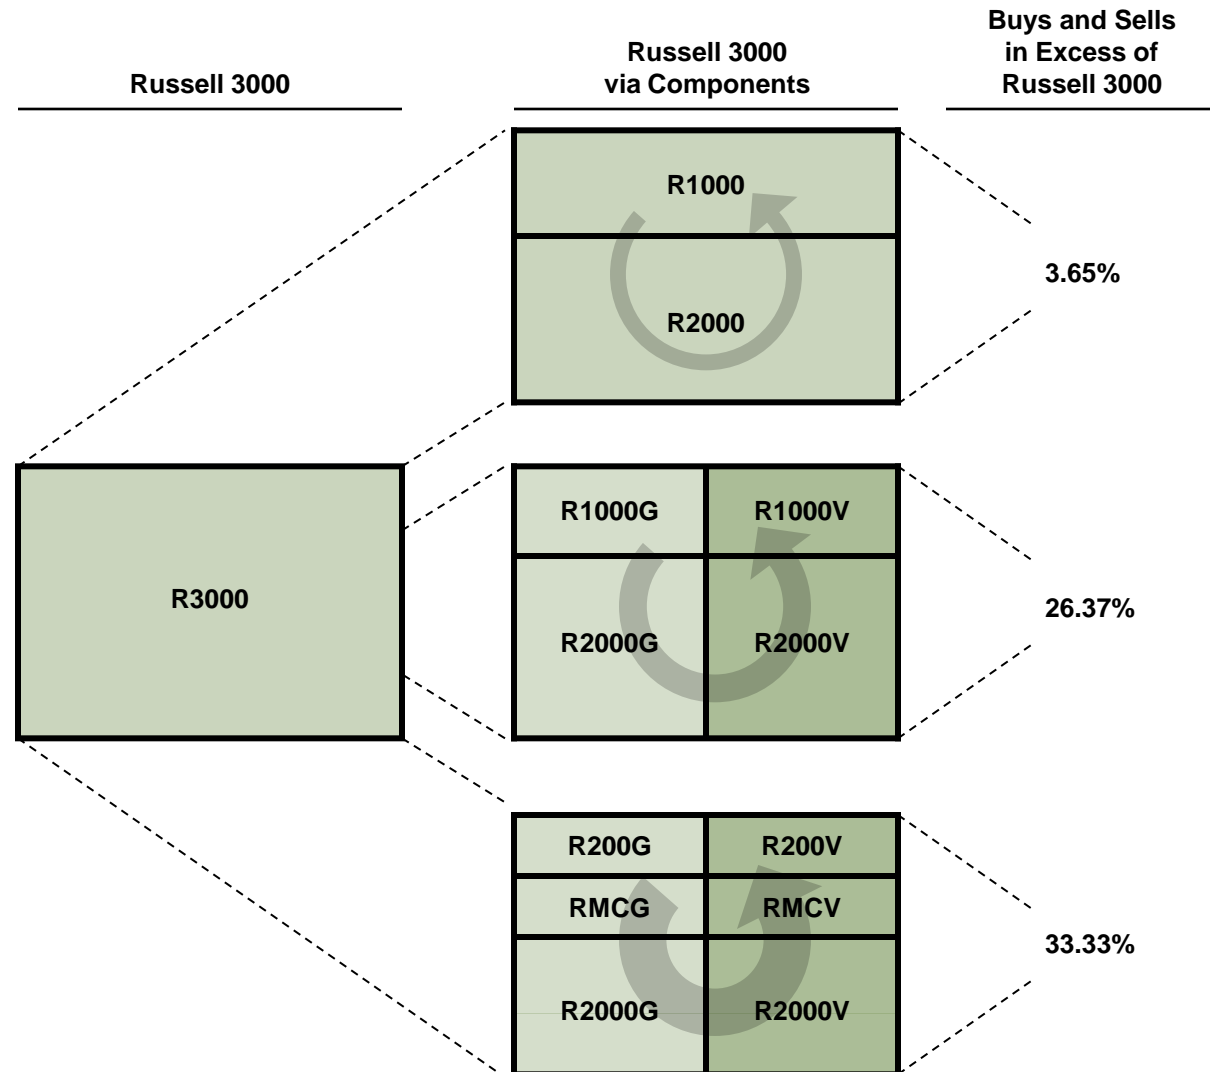 Russell 3000
Russell 3000
via Components
Buys and Sells
in Excess of
Russell 3000
R1000
R2000
3.65%
R3000
R1000G
R1000V
R2000G
R2000V
26.37%
R200G
R200V
RMCG
RMCV
R2000G
R2000V
33.33%